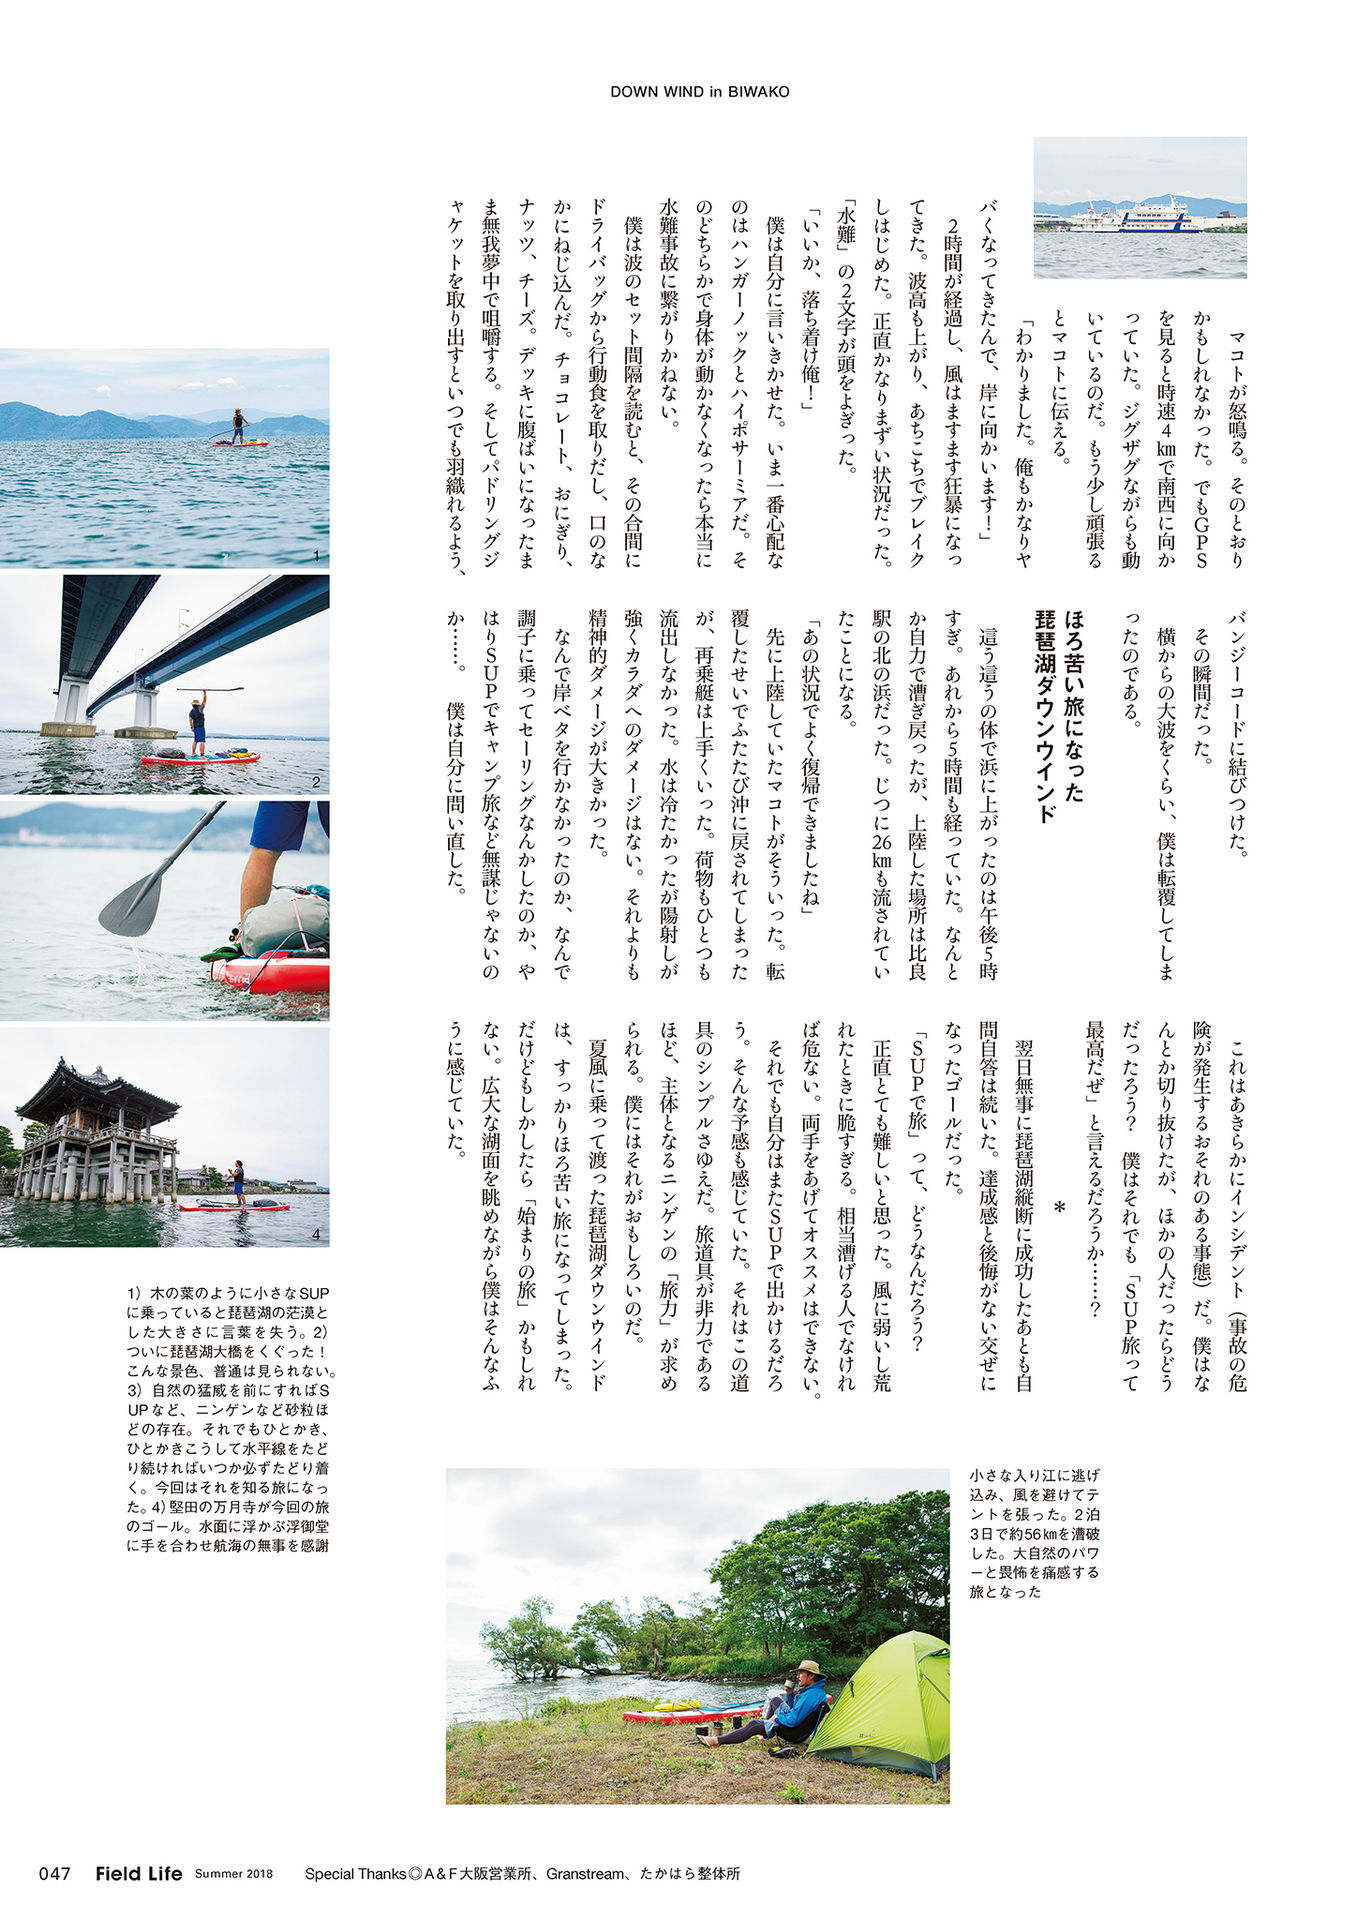 DOWN WIND in BIWAKO
マコトが怒鳴る。そのとおり
かもしれなかった。でもGPS
を見ると時速4㎞で南西に向か
っていた。ジグザグながらも動
いているのだ。もう少し頑張る
とマコトに伝える。
「わかりました。俺もかなりヤ
バくなってきたんで、岸に向かいます！」
2時間が経過し、風はますます狂暴になっ
てきた。波高も上がり、あちこちでブレイク
しはじめた。正直かなりまずい状況だった。
「水難」の2文字が頭をよぎった。
「いいか、落ち着け俺！」
僕は自分に言いきかせた。いま一番心配な
のはハンガーノックとハイポサーミアだ。そ
のどちらかで身体が動かなくなったら本当に
水難事故に繋がりかねない。
僕は波のセット間隔を読むと、その合間に
ドライバッグから行動食を取りだし、口のな
かにねじ込んだ。チョコレート、おにぎり、
ナッツ、チーズ。デッキに腹ばいになったま
ま無我夢中で咀嚼する。そしてパドリングジ
ャケットを取り出すといつでも羽織れるよう、
バンジーコードに結びつけた。
その瞬間だった。
横からの大波をくらい、僕は転覆してしま
ったのである。
ほろ苦い旅になった
琵琶湖ダウンウインド
這う這うの体で浜に上がったのは午後5時
すぎ。あれから5時間も経っていた。なんと
か自力で漕ぎ戻ったが、上陸した場所は比良
駅の北の浜だった。じつに26㎞も流されてい
たことになる。
「あの状況でよく復帰できましたね」
先に上陸していたマコトがそういった。転
覆したせいでふたたび沖に戻されてしまった
が、再乗艇は上手くいった。荷物もひとつも
流出しなかった。水は冷たかったが陽射しが
強くカラダへのダメージはない。それよりも
精神的ダメージが大きかった。
なんで岸ベタを行かなかったのか、なんで
調子に乗ってセーリングなんかしたのか、や
はりSUPでキャンプ旅など無謀じゃないの
か……。　僕は自分に問い直した。
これはあきらかにインシデント（事故の危
険が発生するおそれのある事態）だ。僕はな
んとか切り抜けたが、ほかの人だったらどう
だったろう？　僕はそれでも「SUP旅って
最高だぜ」と言えるだろうか……？
＊
翌日無事に琵琶湖縦断に成功したあとも自
問自答は続いた。達成感と後悔がない交ぜに
なったゴールだった。
「SUPで旅」って、どうなんだろう？
正直とても難しいと思った。風に弱いし荒
れたときに脆すぎる。相当漕げる人でなけれ
ば危ない。両手をあげてオススメはできない。
それでも自分はまたSUPで出かけるだろ
う。そんな予感も感じていた。それはこの道
具のシンプルさゆえだ。旅道具が非力である
ほど、主体となるニンゲンの「旅力」が求め
られる。僕にはそれがおもしろいのだ。
夏風に乗って渡った琵琶湖ダウンウインド
は、すっかりほろ苦い旅になってしまった。
だけどもしかしたら「始まりの旅」かもしれ
ない。広大な湖面を眺めながら僕はそんなふ
うに感じていた。
1
2
3
4
1）木の葉のように小さなSUP
に乗っていると琵琶湖の茫漠と
した大きさに言葉を失う。2）
ついに琵琶湖大橋をくぐった！
こんな景色、普通は見られない。
3）自然の猛威を前にすればS
UPなど、ニンゲンなど砂粒ほ
どの存在。それでもひとかき、
ひとかきこうして水平線をたど
り続ければいつか必ずたどり着
く。今回はそれを知る旅になっ
た。4）堅田の万月寺が今回の旅
のゴール。水面に浮かぶ浮御堂
に手を合わせ航海の無事を感謝
小さな入り江に逃げ
込み、風を避けてテ
ントを張った。2泊
3日で約56㎞を漕破
した。大自然のパワ
ーと畏怖を痛感する
旅となった
047 Field Life Summer 2018 Special Thanks◎A＆F大阪営業所、Granstream、たかはら整体所